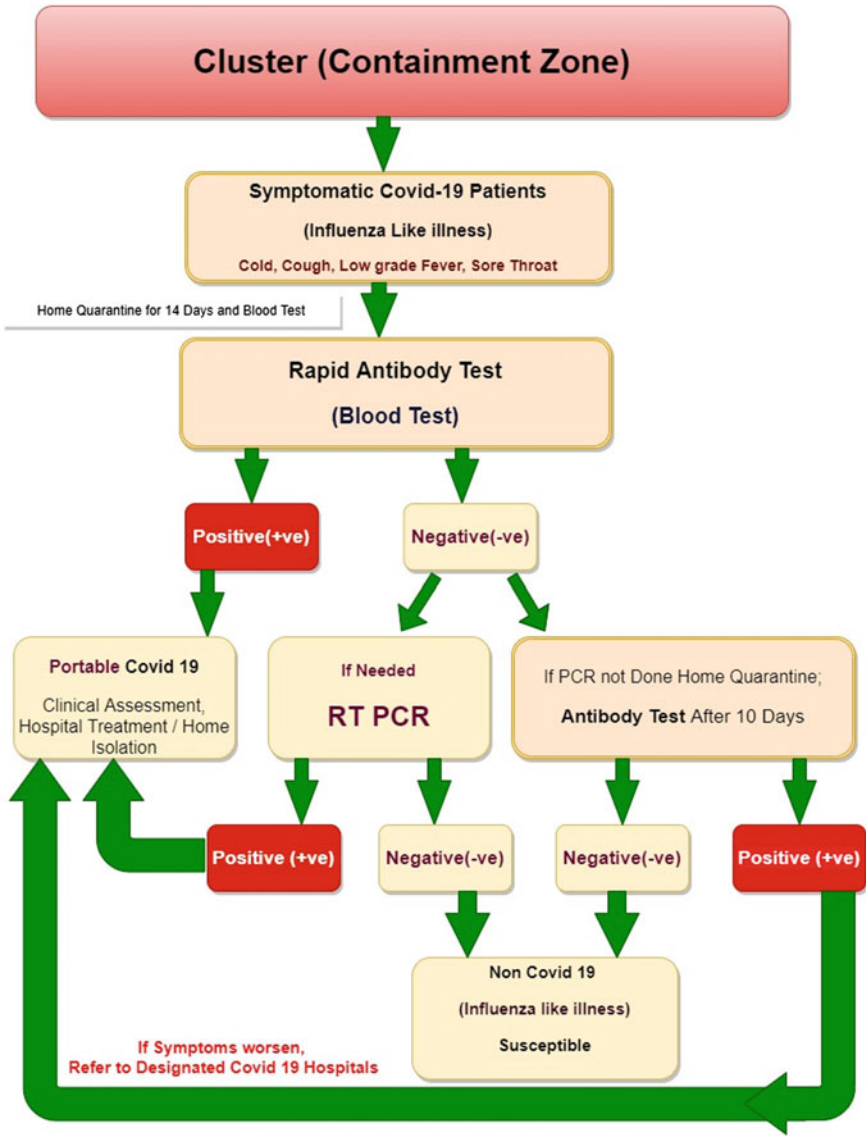 Cluster (Containment Zone)
Symptomatic Covid-19 Patients
(Influenza Like illness)
Cold, Cough, Low grade Fever, Sore Throat
Home Quarantine for 14 Days and Blood Test
Rapid Antibody Test
(Blood Test)
Positive(+ve)
Negative(-ve)
Portable Covid 19
Clinical Assessment,
Hospital Treatment / Home
Isolation
If Needed
RT PCR
If PCR not Done Home Quarantine;
Antibody Test After 10 Days
Positive (+ve)
Negative(-ve)
Negative(-ve)
Positive (+ve)
Non Covid 19
(Influenza like illness)
Susceptible
If Symptoms worsen,
Refer to Designated Covid 19 Hospitals